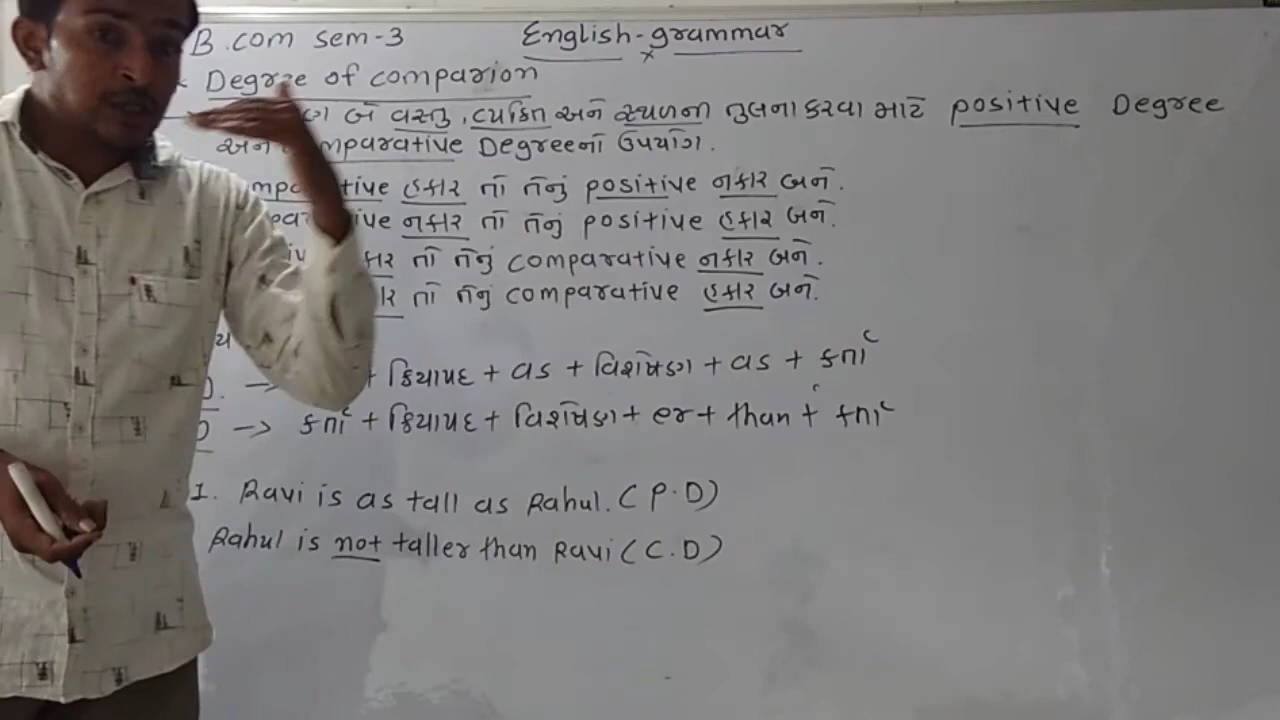 B.com sem-3 English-grammar
Degree of comparion
બે વસ્તુ, વ્યકિત અને સ્થળની તુલના કરવા માટે positive Degree
અને comparative Degreeનો ઉપયોગ.
હકાર તો તેનું positive નકાર બને.
નકાર તો તેનું positive હકાર બને.
તો તેનું comparative નકાર બને.
તો તેનું comparative હકાર બને.
→ + ક્રિયાપદ + as + વિશેષણ + as + કર્તા
→ કર્તા + ક્રિયાપદ + વિશેષણ + er + than + કર્તા
1. Ravi is as tall as Rahul. (P.D)
Rahul is not taller than Ravi (C.D)